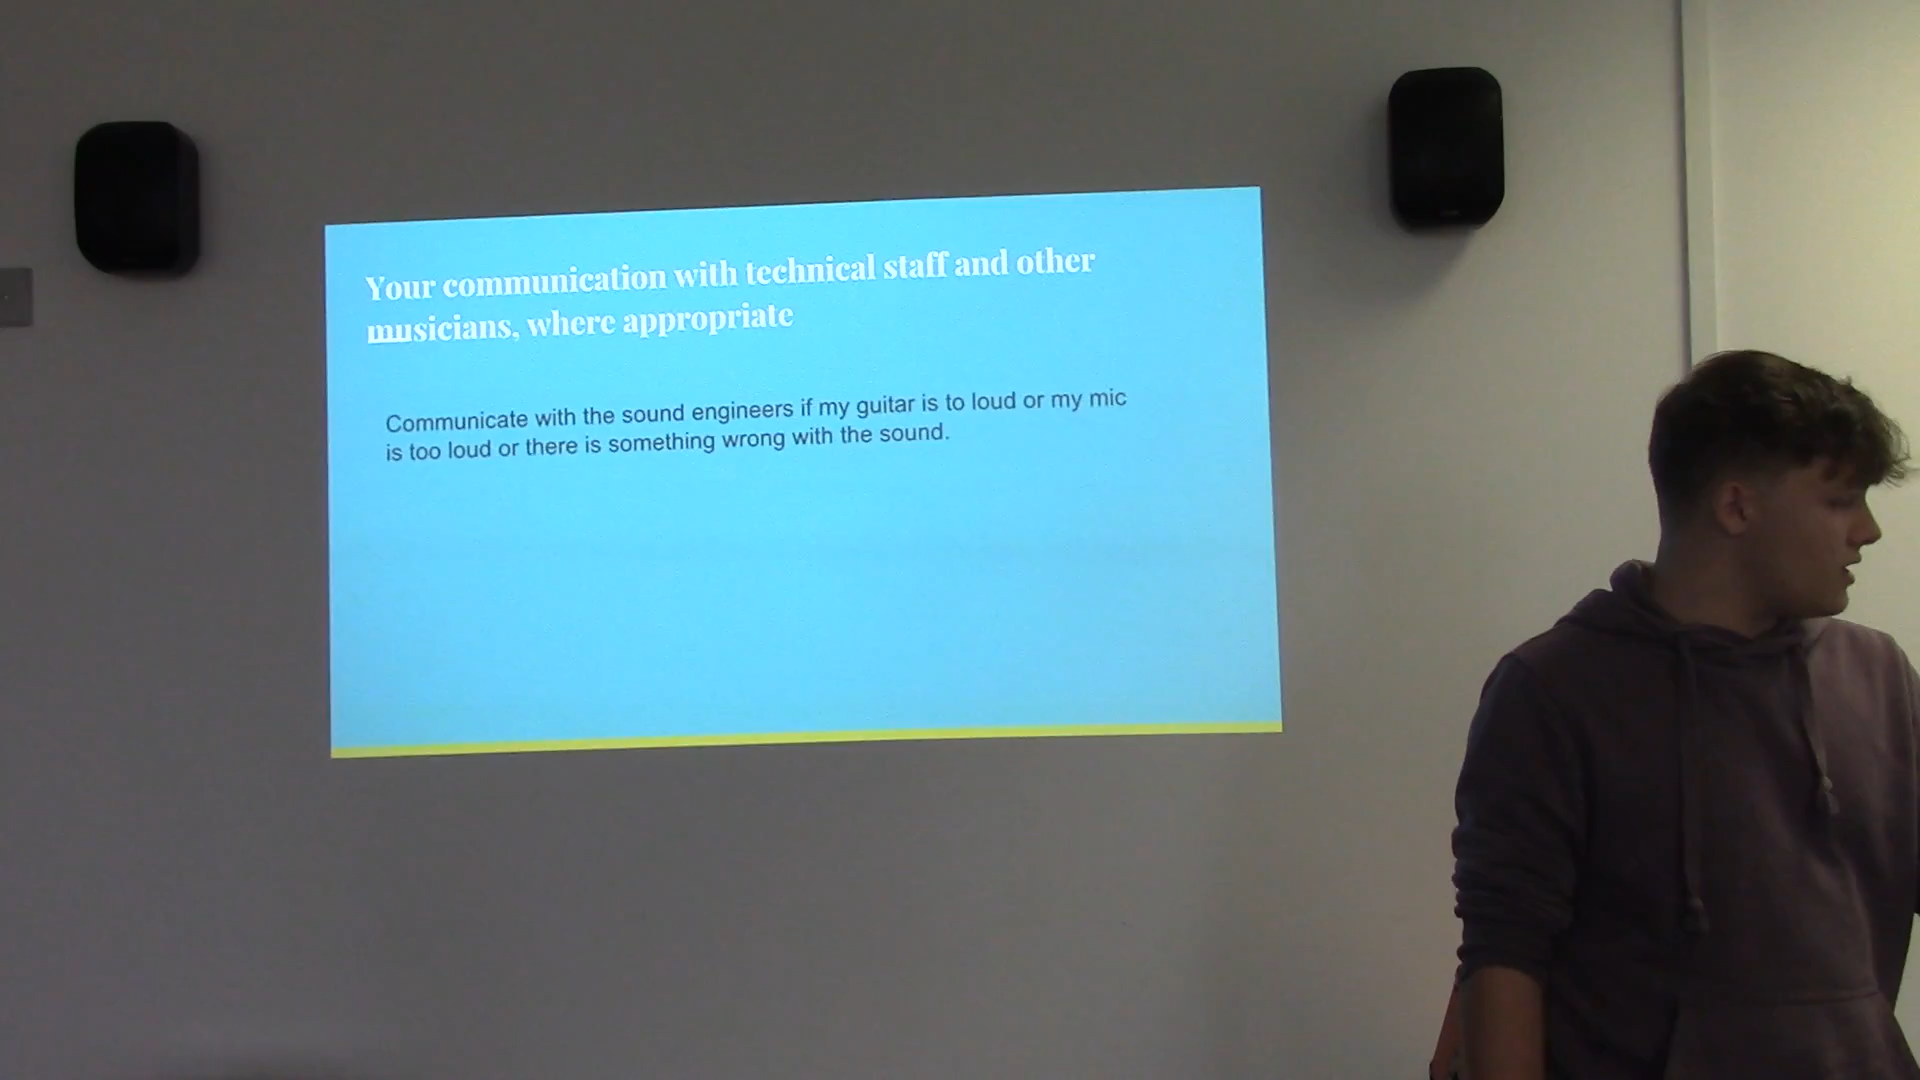 Your communication with technical staff and other
musicians, where appropriate
Communicate with the sound engineers if my guitar is to loud or my mic
is too loud or there is something wrong with the sound.